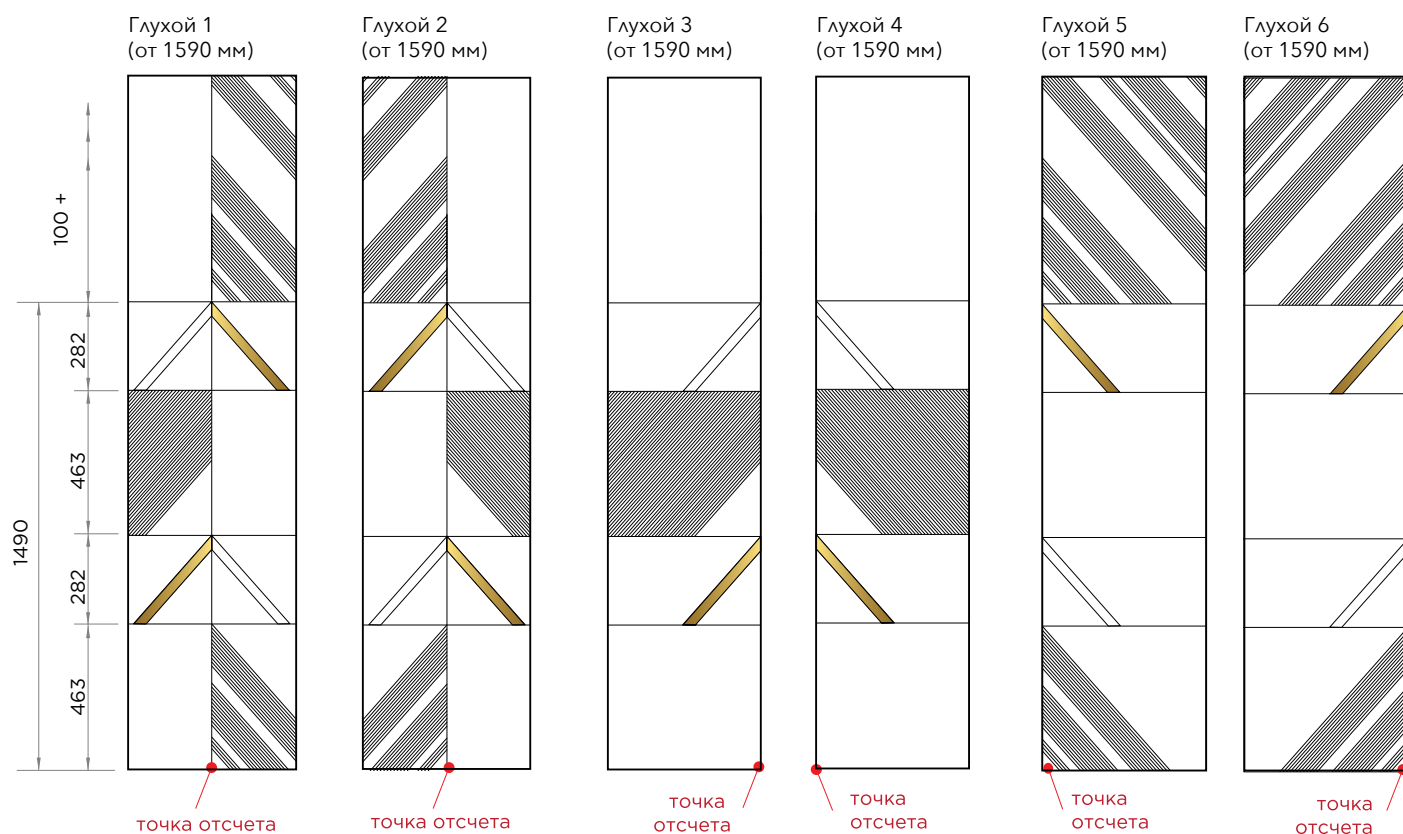 Глухой 1
(от 1590 мм)
Глухой 2
(от 1590 мм)
Глухой 3
(от 1590 мм)
Глухой 4
(от 1590 мм)
Глухой 5
(от 1590 мм)
Глухой 6
(от 1590 мм)
100 +
282
463
1490
282
463
точка отсчета
точка отсчета
точка
отсчета
точка
отсчета
точка
отсчета
точка
отсчета